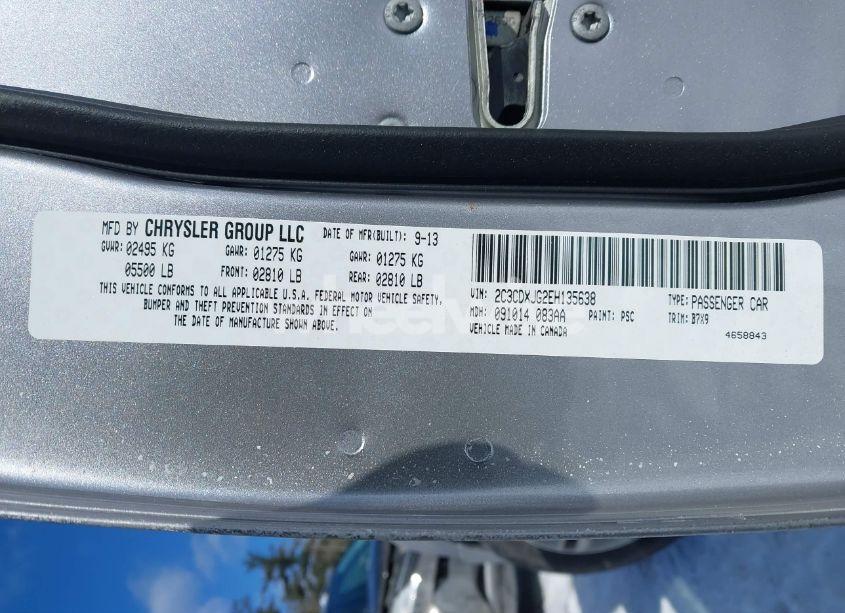 MFD BY CHRYSLER GROUP LLC DATE OF MFR(BUILT): 9-13
GVWR: 02495 KG GAWR: 01275 KG GAWR: 01275 KG
05500 LB FRONT: 02810 LB REAR: 02810 LB
THIS VEHICLE CONFORMS TO ALL APPLICABLE U.S.A. FEDERAL MOTOR VEHICLE SAFETY,
BUMPER AND THEFT PREVENTION STANDARDS IN EFFECT ON
THE DATE OF MANUFACTURE SHOWN ABOVE.
VIN: 2C3CDXJG2EH135638 TYPE: PASSENGER CAR
MDH: 091014 083AA PAINT: PSC TRIM: B7X9
VEHICLE MADE IN CANADA 4658843